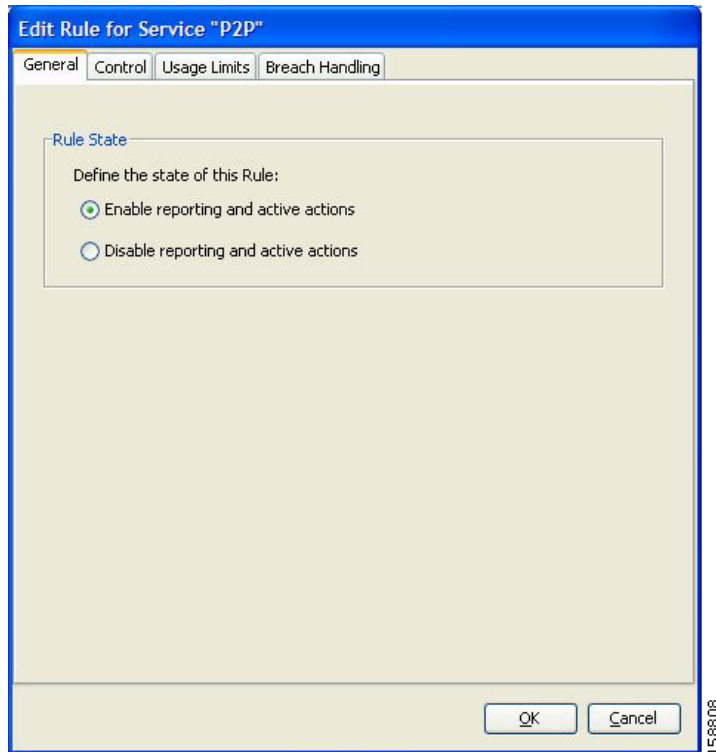 Edit Rule for Service "P2P"
General Control Usage Limits Breach Handling
Rule State
Define the state of this Rule:
Enable reporting and active actions
Disable reporting and active actions
OK Cancel